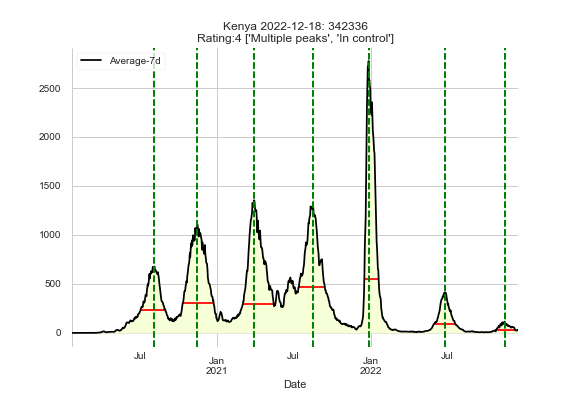 Kenya 2022-12-18: 342336
Rating:4 ['Multiple peaks', 'In control']
Average-7d
2500
2000
1500
1000
500
0
Jul
Jan
2021
Jul
Jan
2022
Jul
Date